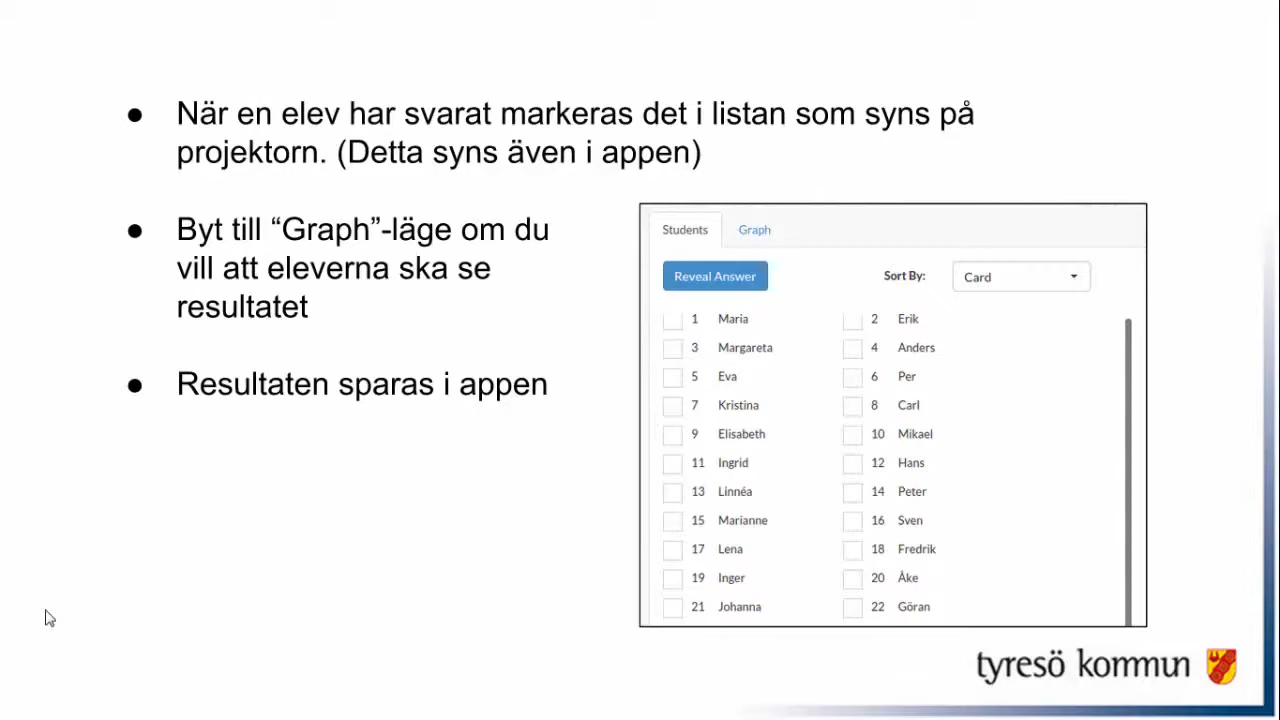 ● När en elev har svarat markeras det i listan som syns på
projektorn. (Detta syns även i appen)
● Byt till “Graph”-läge om du
vill att eleverna ska se
resultatet
● Resultaten sparas i appen
Students Graph
Reveal Answer Sort By: Card
1 Maria 2 Erik
3 Margareta 4 Anders
5 Eva 6 Per
7 Kristina 8 Carl
9 Elisabeth 10 Mikael
11 Ingrid 12 Hans
13 Linnéa 14 Peter
15 Marianne 16 Sven
17 Lena 18 Fredrik
19 Inger 20 Åke
21 Johanna 22 Göran
tyresö kommun